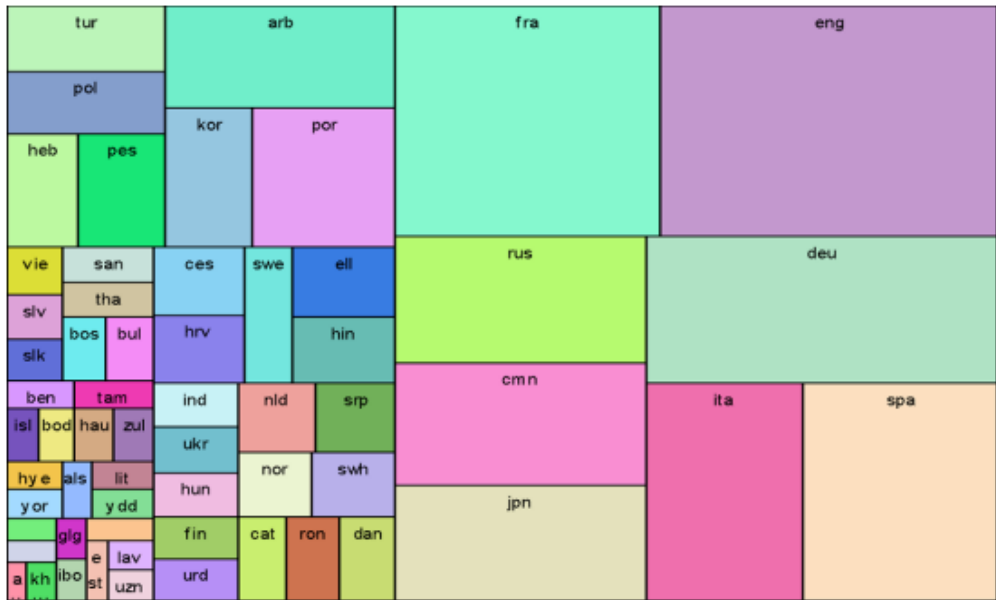 tur
arb
fra
eng
pol
kor
por
heb
pes
rus
deu
vie
san
ces
swe
ell
tha
slv
hrv
bos
bul
hin
slk
cmn
ben
tam
ind
nld
srp
ita
spa
isl
bod
hau
zul
ukr
hye
als
lit
nor
swh
yor
ydd
hun
jpn
glg
fin
cat
ron
dan
e
st
lav
a
kh
ibo
uzn
urd